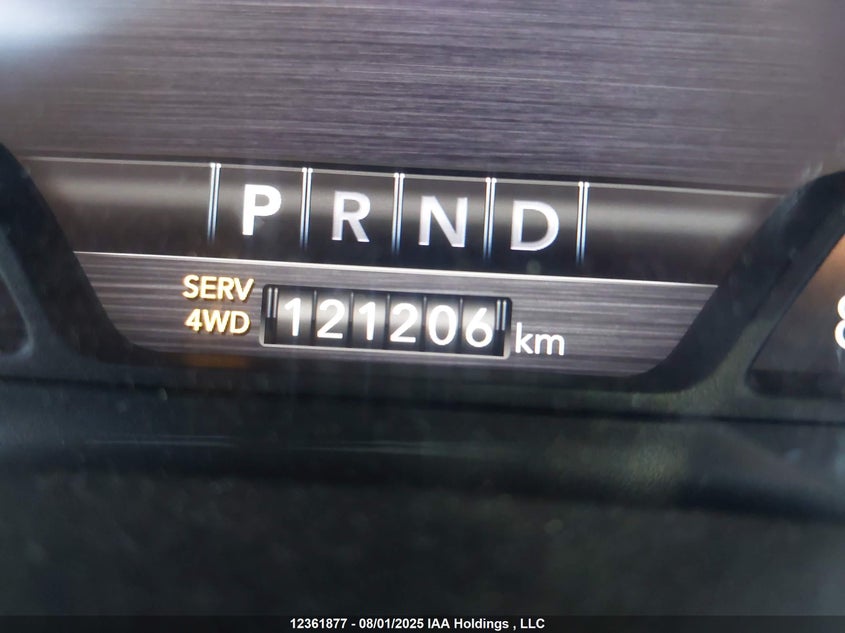 P R N D
SERV
4WD
121206 km
12361877 - 08/01/2025 IAA Holdings , LLC